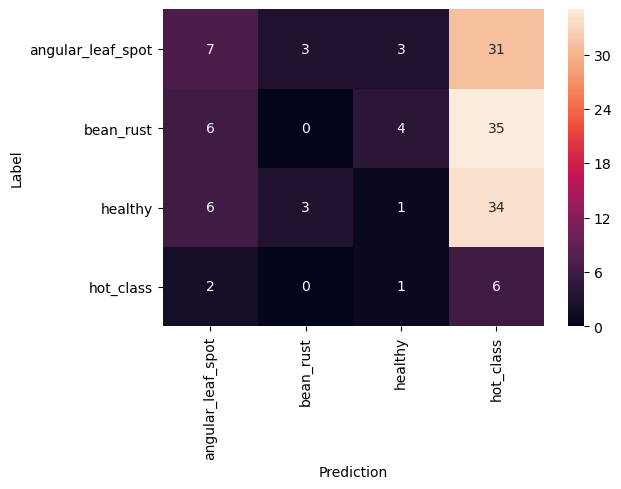 angular_leaf_spot 7 3 3 31
bean_rust 6 0 4 35
healthy 6 3 1 34
hot_class 2 0 1 6
Label
angular_leaf_spot
bean_rust
healthy
hot_class
Prediction
30
24
18
12
6
0